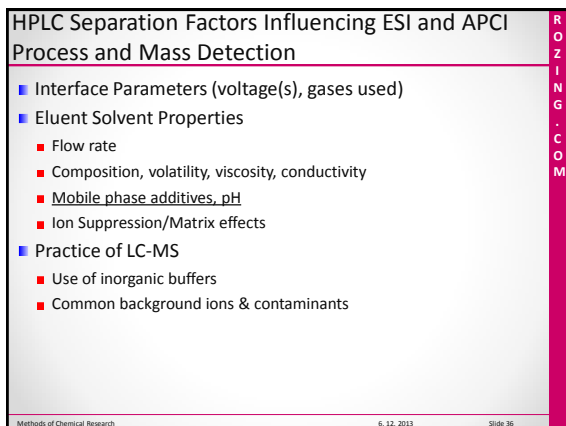 HPLC Separation Factors Influencing ESI and APCI
Process and Mass Detection
Interface Parameters (voltage(s), gases used)
Eluent Solvent Properties
Flow rate
Composition, volatility, viscosity, conductivity
Mobile phase additives, pH
Ion Suppression/Matrix effects
Practice of LC-MS
Use of inorganic buffers
Common background ions & contaminants
Methods of Chemical Research 6. 12. 2013 Slide 36
ROZING.COM